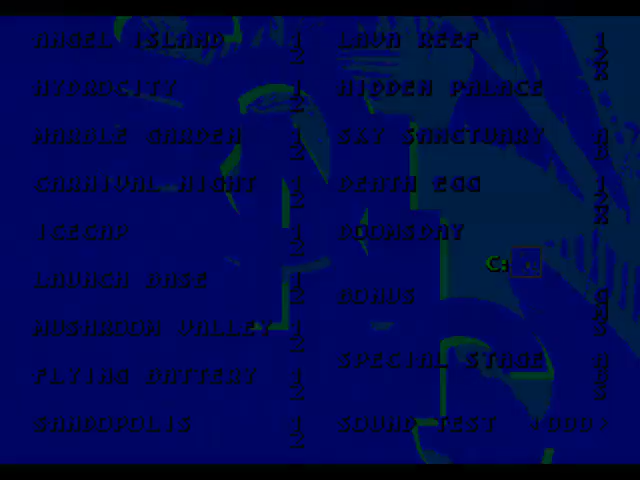 ANGEL ISLAND 1
2
HYDROCITY 1
2
MARBLE GARDEN 1
2
CARNIVAL NIGHT 1
2
ICECAP 1
2
LAUNCH BASE 1
2
MUSHROOM VALLEY 1
2
FLYING BATTERY 1
2
SANDOPOLIS 1
2
LAVA REEF 1
2
HIDDEN PALACE
SKY SANCTUARY
DEATH EGG 1
2
DOOMSDAY
C:
BONUS
SPECIAL STAGE
SOUND TEST <000>